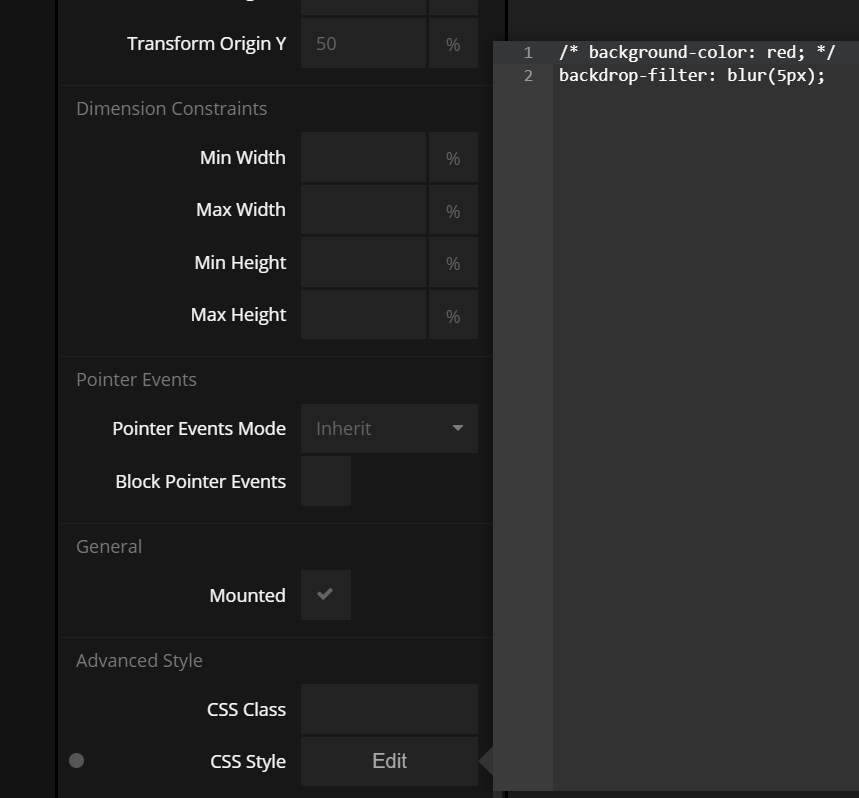 Transform Origin Y 50 %
1 /* background-color: red; */
2 backdrop-filter: blur(5px);
Dimension Constraints
Min Width %
Max Width %
Min Height %
Max Height %
Pointer Events
Pointer Events Mode Inherit
Block Pointer Events
General
Mounted
Advanced Style
CSS Class
CSS Style Edit